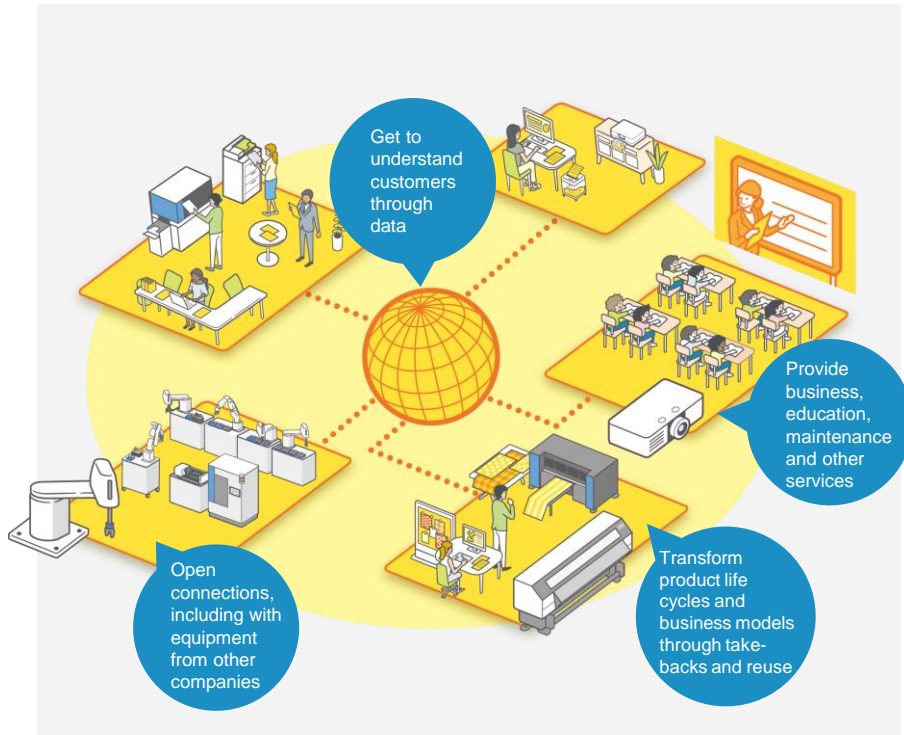 Get to
understand
customers
through
data
Provide
business,
education,
maintenance
and other
services
Open
connections,
including with
equipment
from other
companies
Transform
product life
cycles and
business models
through take-
backs and reuse